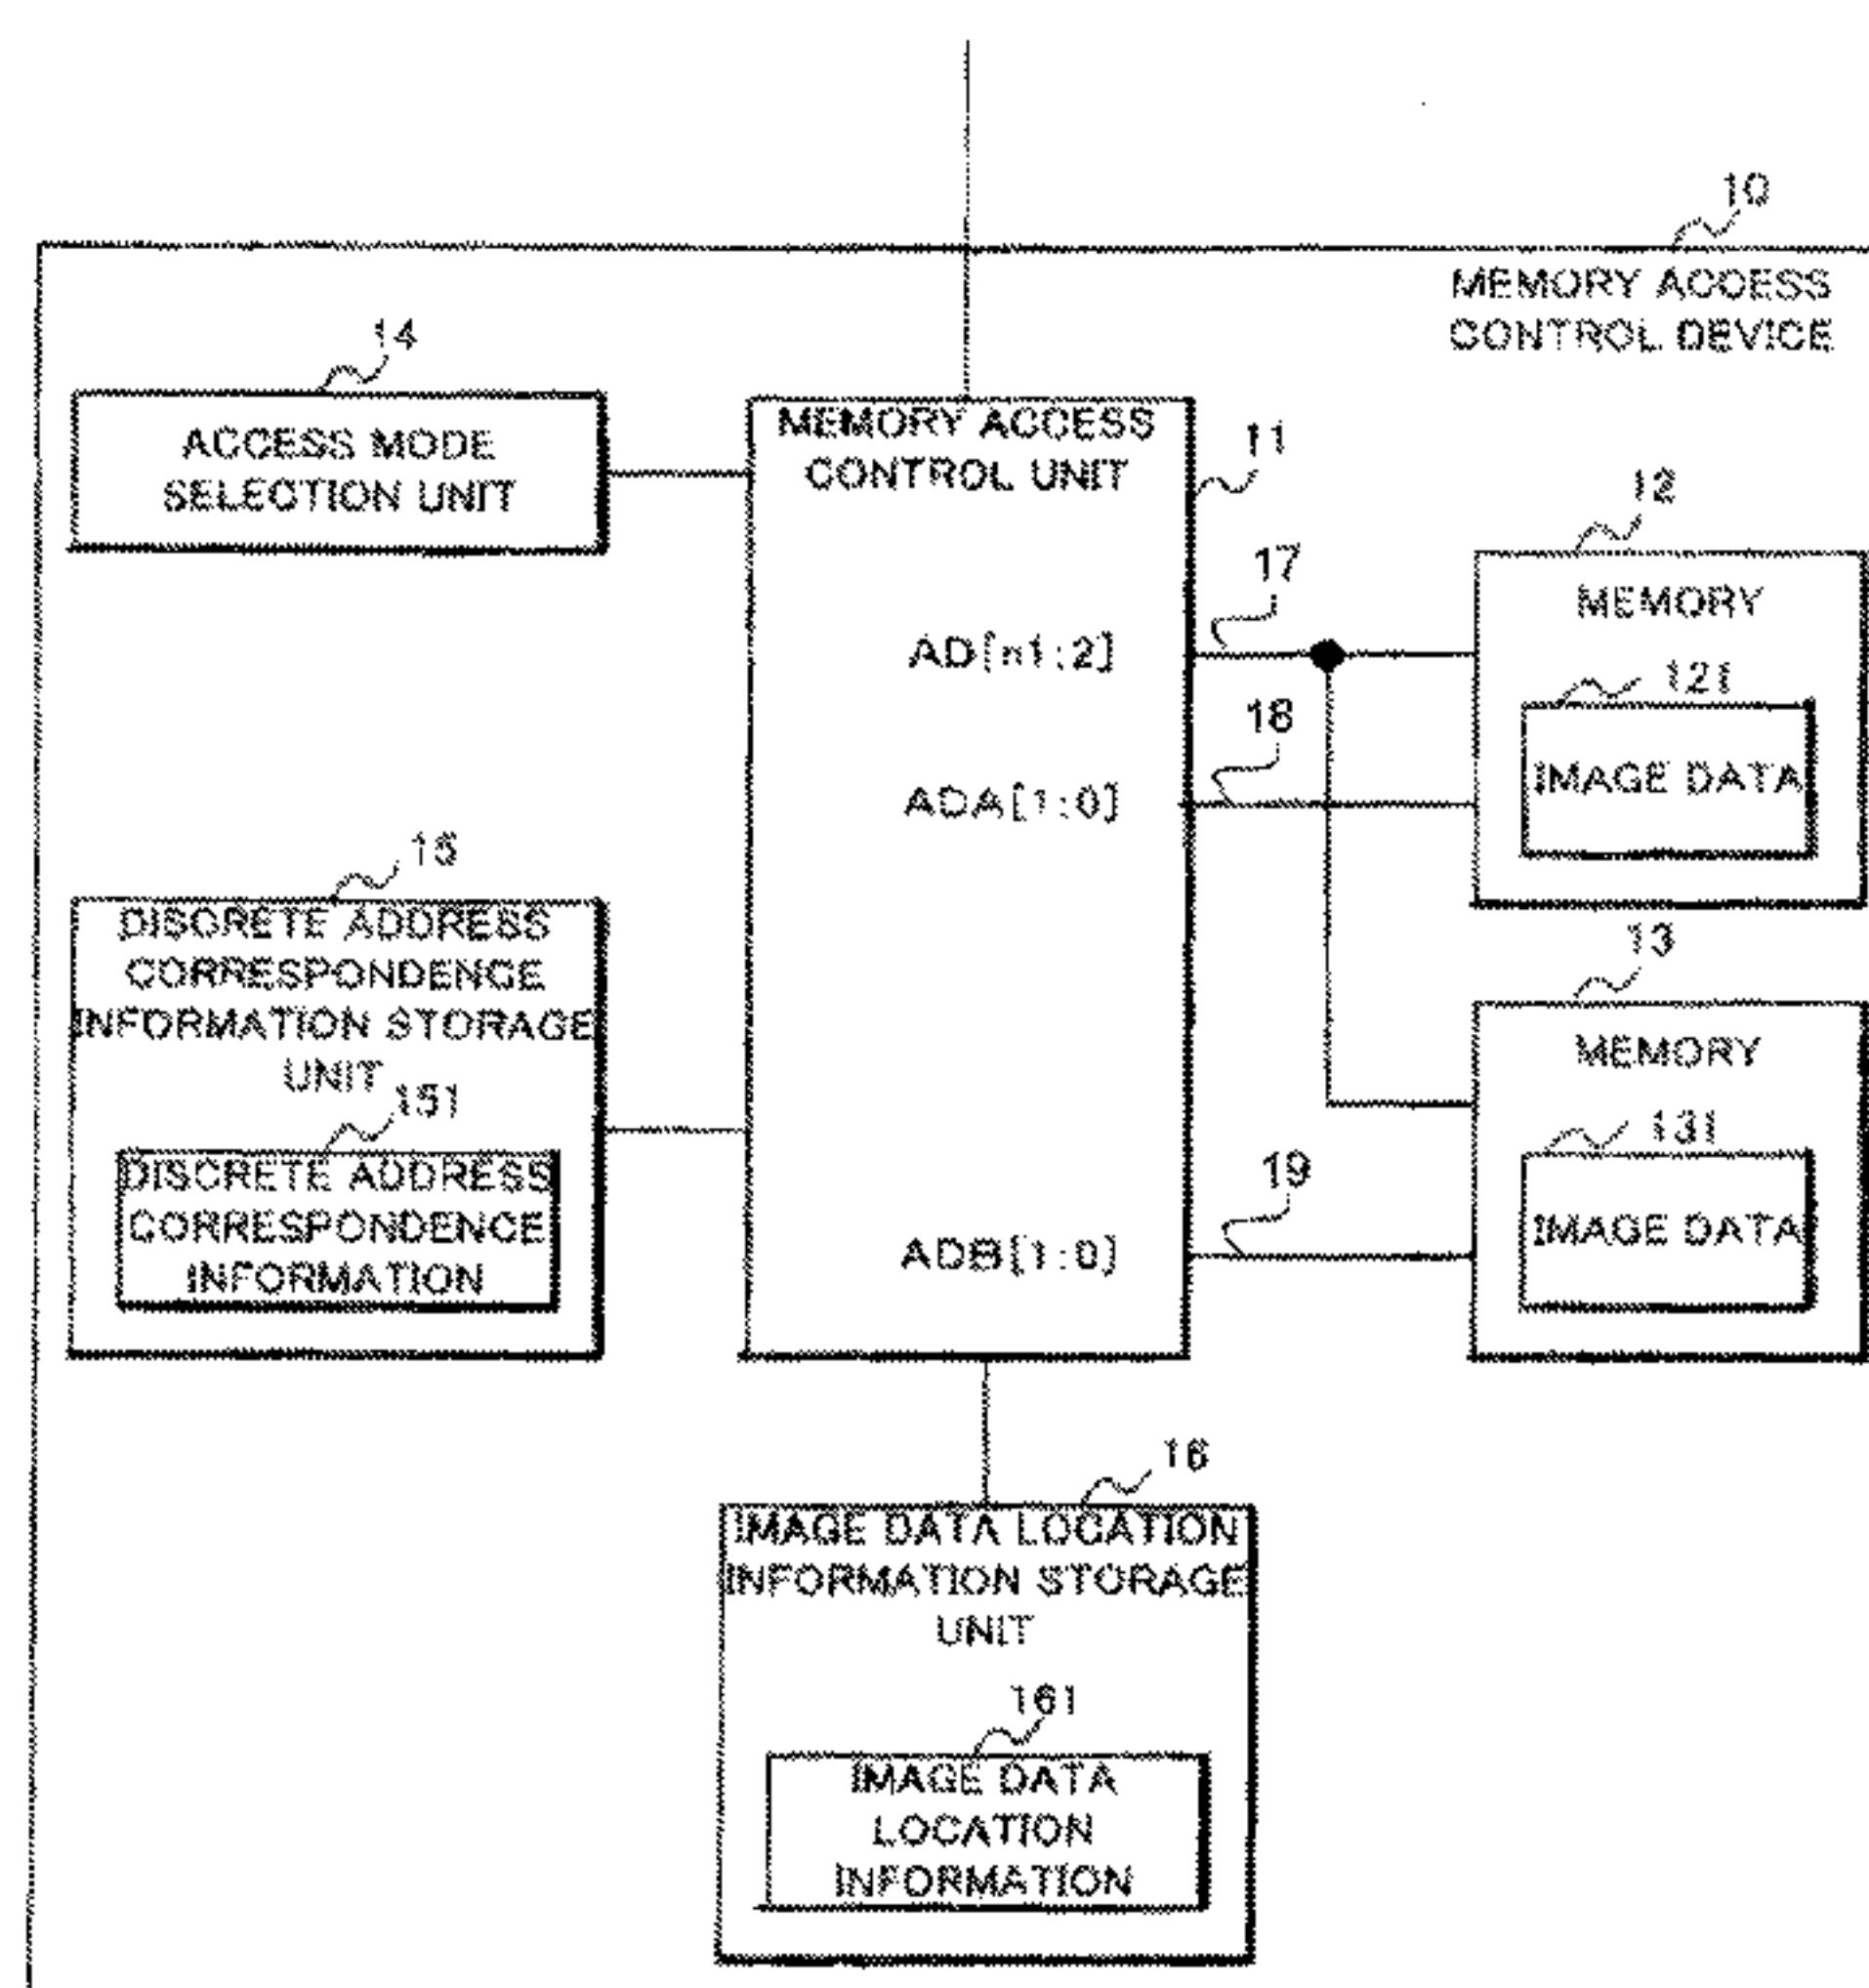 10
MEMORY ACCESS
CONTROL DEVICE
14
ACCESS MODE
SELECTION UNIT
MEMORY ACCESS
CONTROL UNIT
11
12
MEMORY
17
AD[n1:2]
121
IMAGE DATA
18
ADA[1:0]
15
DISCRETE ADDRESS
CORRESPONDENCE
INFORMATION STORAGE
UNIT
151
DISCRETE ADDRESS
CORRESPONDENCE
INFORMATION
13
MEMORY
131
IMAGE DATA
19
ADB[1:0]
16
IMAGE DATA LOCATION
INFORMATION STORAGE
UNIT
161
IMAGE DATA
LOCATION
INFORMATION